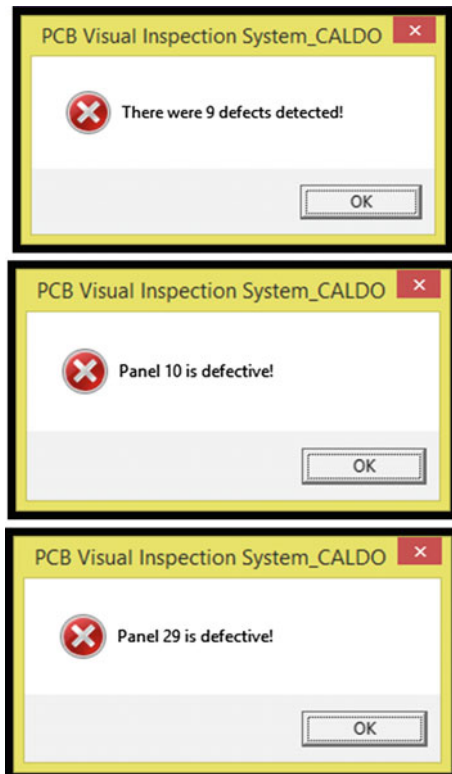 PCB Visual Inspection System_CALDO
There were 9 defects detected!
OK
PCB Visual Inspection System_CALDO
Panel 10 is defective!
OK
PCB Visual Inspection System_CALDO
Panel 29 is defective!
OK